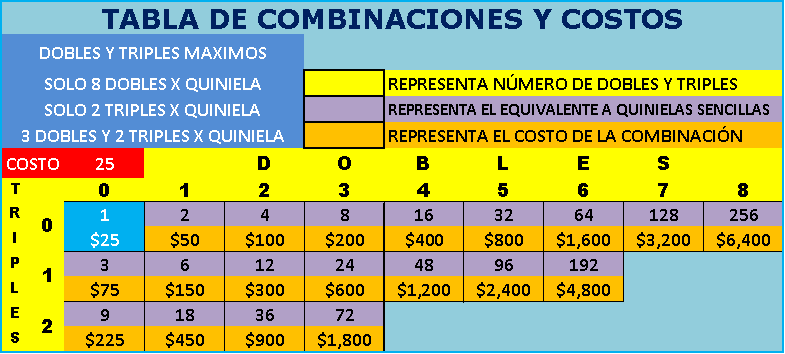 TABLA DE COMBINACIONES Y COSTOS
DOBLES Y TRIPLES MAXIMOS
SOLO 8 DOBLES X QUINIELA REPRESENTA NÚMERO DE DOBLES Y TRIPLES
SOLO 2 TRIPLES X QUINIELA REPRESENTA EL EQUIVALENTE A QUINIELAS SENCILLAS
3 DOBLES Y 2 TRIPLES X QUINIELA REPRESENTA EL COSTO DE LA COMBINACIÓN
COSTO 25 D O B L E S
TRIPLES
0 1 2 3 4 5 6 7 8
0
1 2 4 8 16 32 64 128 256
$25 $50 $100 $200 $400 $800 $1,600 $3,200 $6,400
1
3 6 12 24 48 96 192
$75 $150 $300 $600 $1,200 $2,400 $4,800
2
9 18 36 72
$225 $450 $900 $1,800